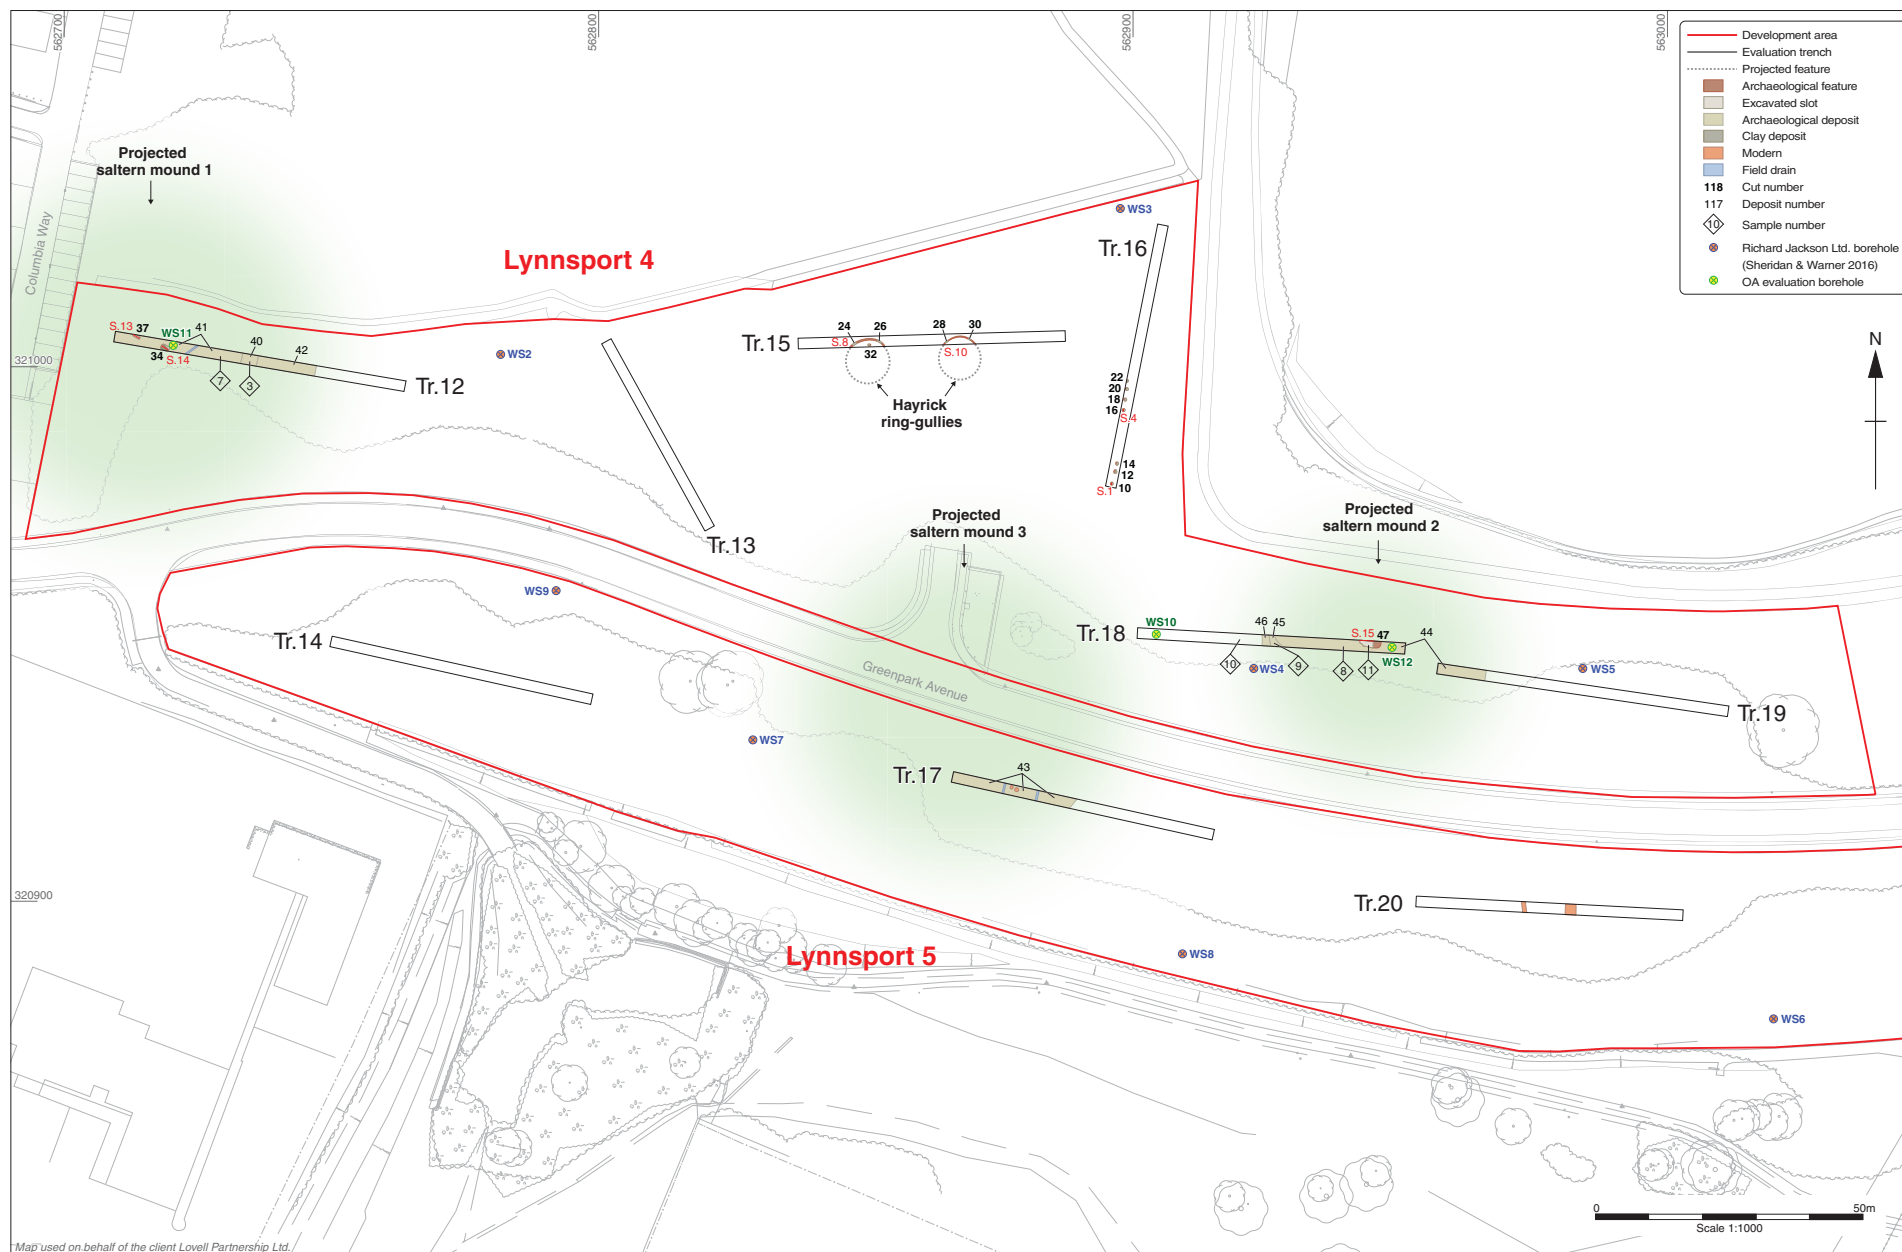 562700
562800
562900
563000
Development area
Evaluation trench
Projected feature
Archaeological feature
Excavated slot
Archaeological deposit
Clay deposit
Modern
Field drain
118 Cut number
117 Deposit number
10 Sample number
Richard Jackson Ltd. borehole
(Sheridan & Warner 2016)
OA evaluation borehole
Projected
saltern mound 1
Columbia Way
Lynnsport 4
WS3
Tr.16
N
S.13 37
WS11
41
40
42
34
S.14
7
3
Tr.12
321000
WS2
Tr.15
24
26
28
30
S.8
32
S.10
Hayrick
ring-gullies
22
20
18
16
S.4
14
12
S.1
10
Tr.13
Projected
saltern mound 3
Projected
saltern mound 2
WS9
Tr.14
Tr.18
WS10
46
45
S.15
47
44
WS12
10
WS4
9
8
11
WS5
Tr.19
Greenpark Avenue
WS7
Tr.17
43
320900
Tr.20
Lynnsport 5
WS8
WS6
0
50m
Scale 1:1000
Map used on behalf of the client Lovell Partnership Ltd.